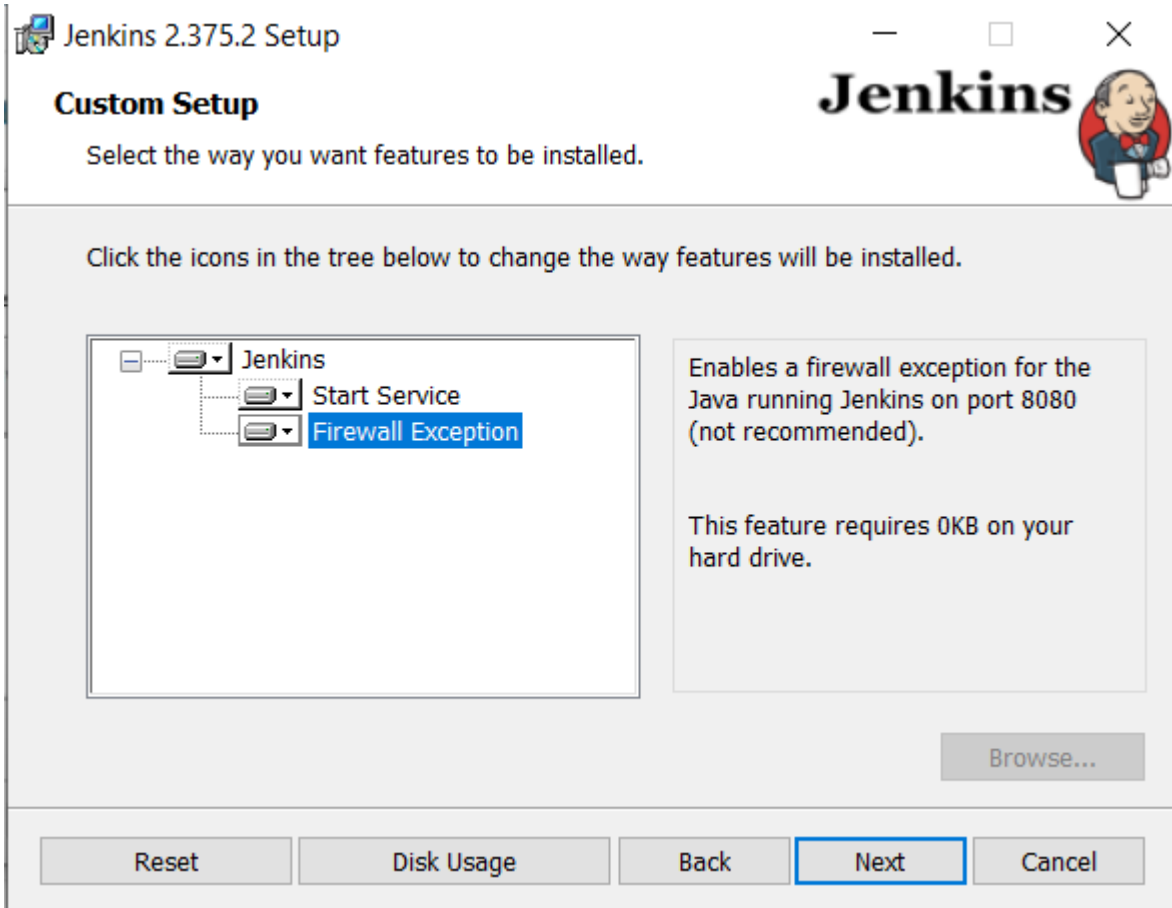 Jenkins 2.375.2 Setup
Custom Setup
Jenkins
Select the way you want features to be installed.
Click the icons in the tree below to change the way features will be installed.
Jenkins
Start Service
Firewall Exception
Enables a firewall exception for the
Java running Jenkins on port 8080
(not recommended).
This feature requires 0KB on your
hard drive.
Browse...
Reset
Disk Usage
Back
Next
Cancel